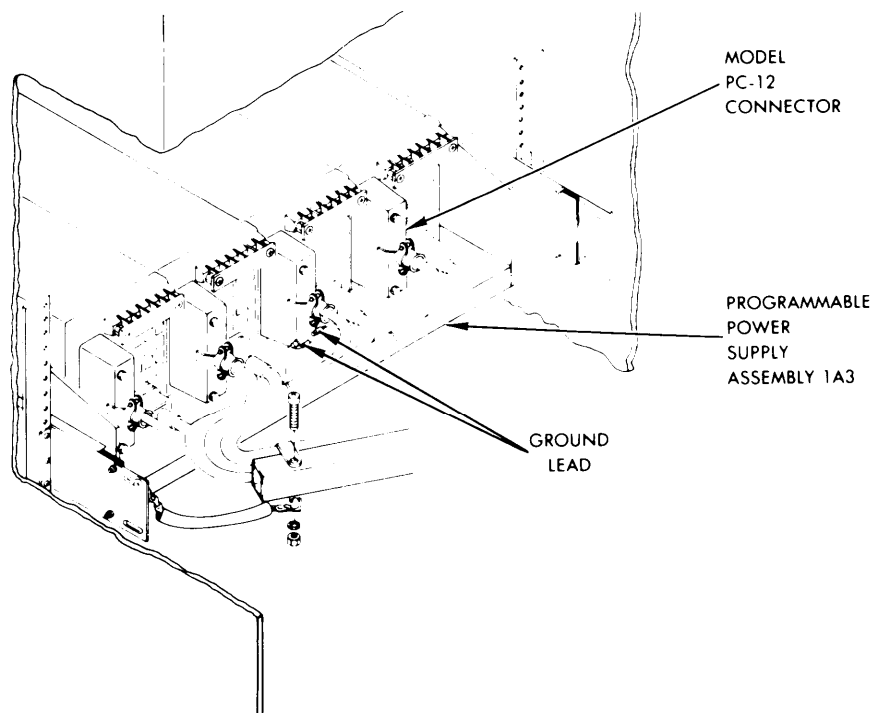 MODEL
PC-12
CONNECTOR
PROGRAMMABLE
POWER
SUPPLY
ASSEMBLY 1A3
GROUND
LEAD